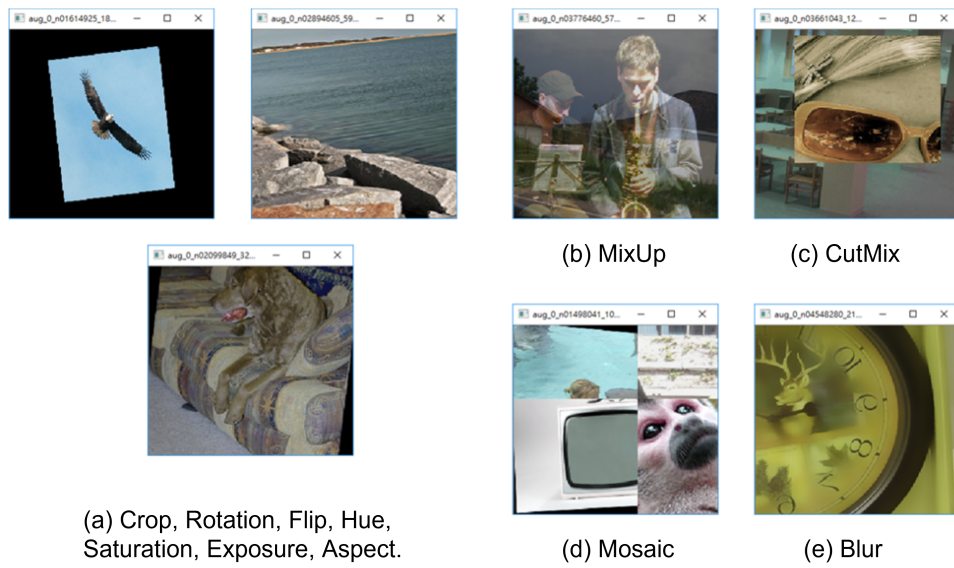 aug_0_n01614925_18...
aug_0_n02894605_59...
aug_0_n03776460_57...
aug_0_n03661043_12...
(b) MixUp
(c) CutMix
aug_0_n02099849_32...
aug_0_n01498041_10...
aug_0_n04548280_21...
(a) Crop, Rotation, Flip, Hue,
Saturation, Exposure, Aspect.
(d) Mosaic
(e) Blur